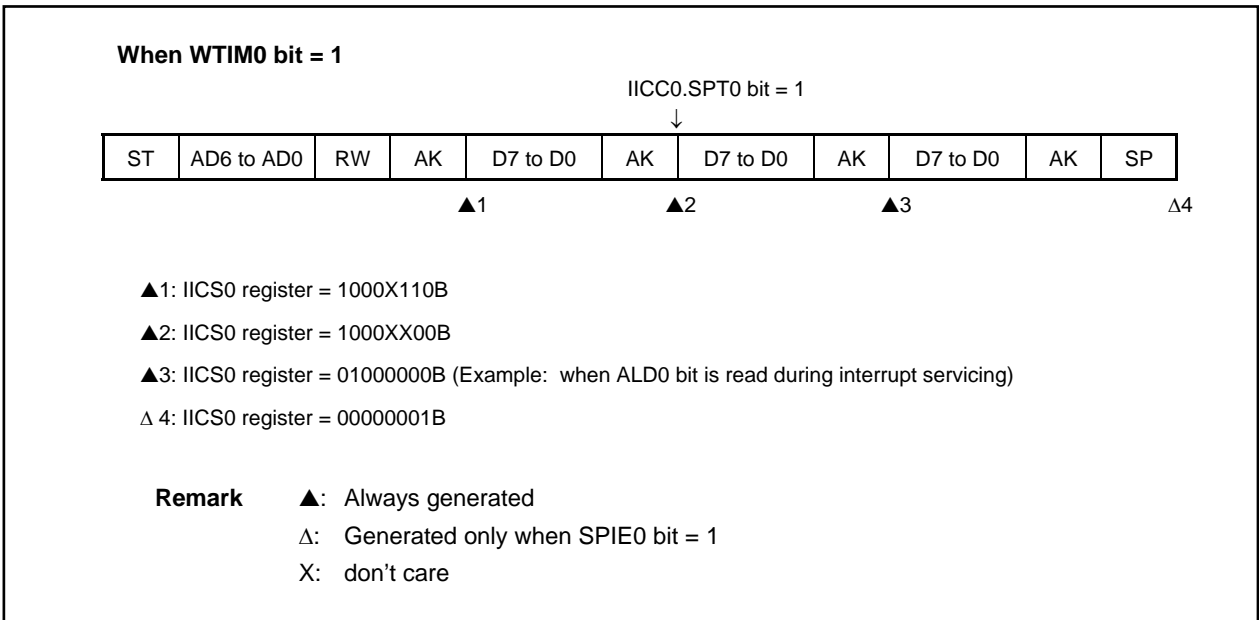 When WTIM0 bit = 1
IICC0.SPT0 bit = 1
↓
ST AD6 to AD0 RW AK D7 to D0 AK D7 to D0 AK D7 to D0 AK SP
▲1 ▲2 ▲3 Δ4
▲1: IICS0 register = 1000X110B
▲2: IICS0 register = 1000XX00B
▲3: IICS0 register = 01000000B (Example: when ALD0 bit is read during interrupt servicing)
Δ 4: IICS0 register = 00000001B
Remark ▲: Always generated
Δ: Generated only when SPIE0 bit = 1
X: don't care